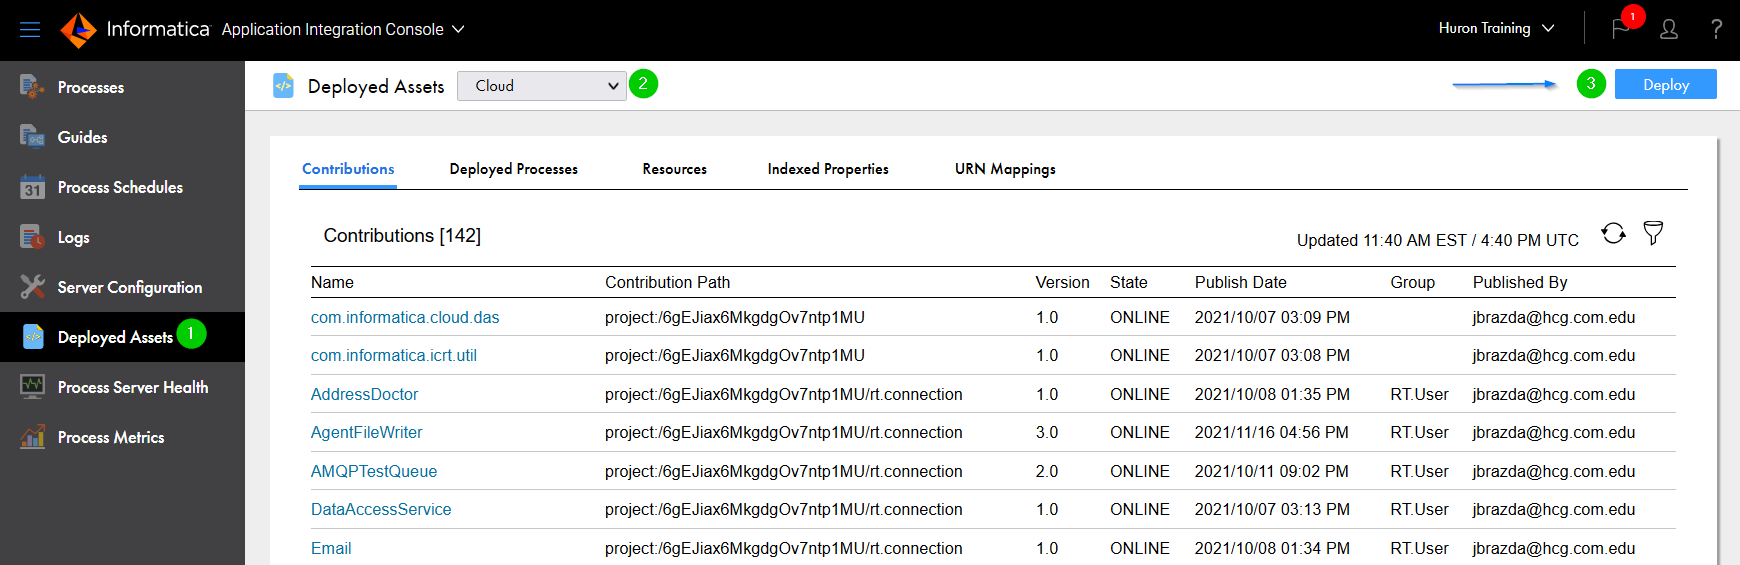 Informatica Application Integration Console Huron Training 1 ?
Processes
Guides
31 Process Schedules
Logs
Server Configuration
Deployed Assets 1
Process Server Health
Process Metrics
Deployed Assets Cloud 2 3 Deploy
Contributions Deployed Processes Resources Indexed Properties URN Mappings
Contributions [142] Updated 11:40 AM EST / 4:40 PM UTC
Name Contribution Path Version State Publish Date Group Published By
com.informatica.cloud.das project:/6gEJiax6MkgdgOv7ntp1MU 1.0 ONLINE 2021/10/07 03:09 PM jbrazda@hcg.com.edu
com.informatica.icrt.util project:/6gEJiax6MkgdgOv7ntp1MU 1.0 ONLINE 2021/10/07 03:08 PM jbrazda@hcg.com.edu
AddressDoctor project:/6gEJiax6MkgdgOv7ntp1MU/rt.connection 1.0 ONLINE 2021/10/08 01:35 PM RT.User jbrazda@hcg.com.edu
AgentFileWriter project:/6gEJiax6MkgdgOv7ntp1MU/rt.connection 3.0 ONLINE 2021/11/16 04:56 PM RT.User jbrazda@hcg.com.edu
AMQPTestQueue project:/6gEJiax6MkgdgOv7ntp1MU/rt.connection 2.0 ONLINE 2021/10/11 09:02 PM RT.User jbrazda@hcg.com.edu
DataAccessService project:/6gEJiax6MkgdgOv7ntp1MU/rt.connection 1.0 ONLINE 2021/10/07 03:13 PM RT.User jbrazda@hcg.com.edu
Email project:/6gEJiax6MkgdgOv7ntp1MU/rt.connection 1.0 ONLINE 2021/10/08 01:34 PM RT.User jbrazda@hcg.com.edu